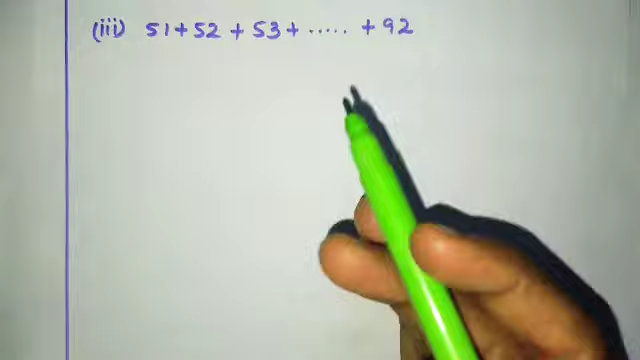 (iii) 51 + 52 + 53 + ..... + 92